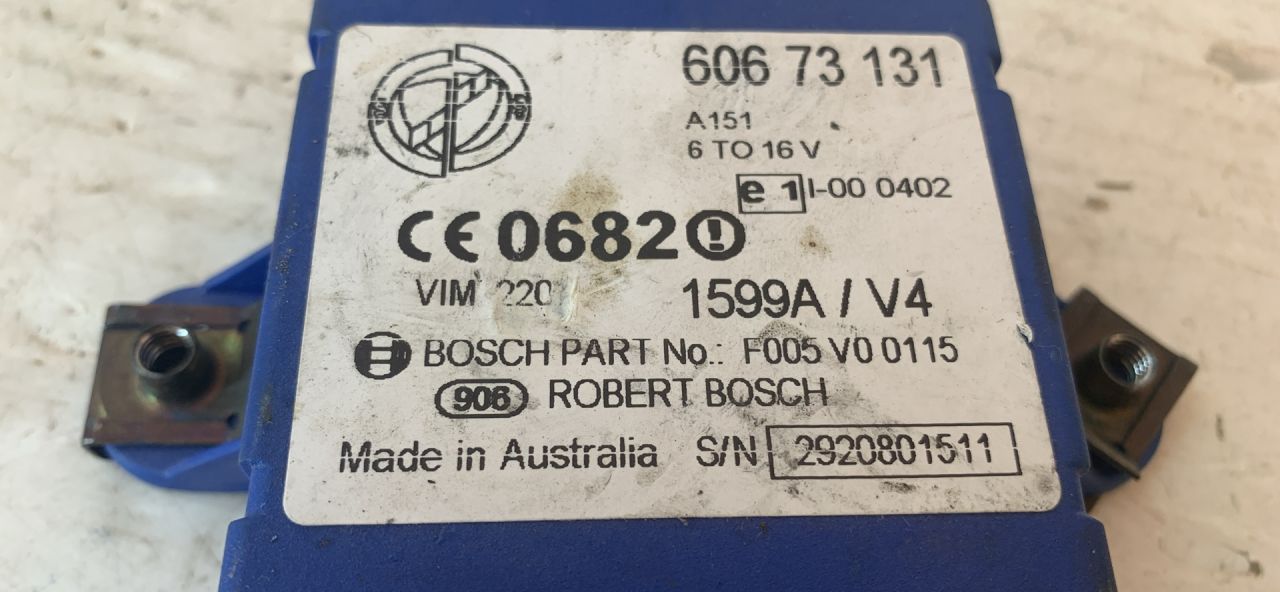 606 73 131
A151
6 TO 16 V
e 1 I-00 0402
CE 0682 !
VIM 220
1599A / V4
BOSCH PART No.: F005 V0 0115
906 ROBERT BOSCH
Made in Australia S/N 2920801511